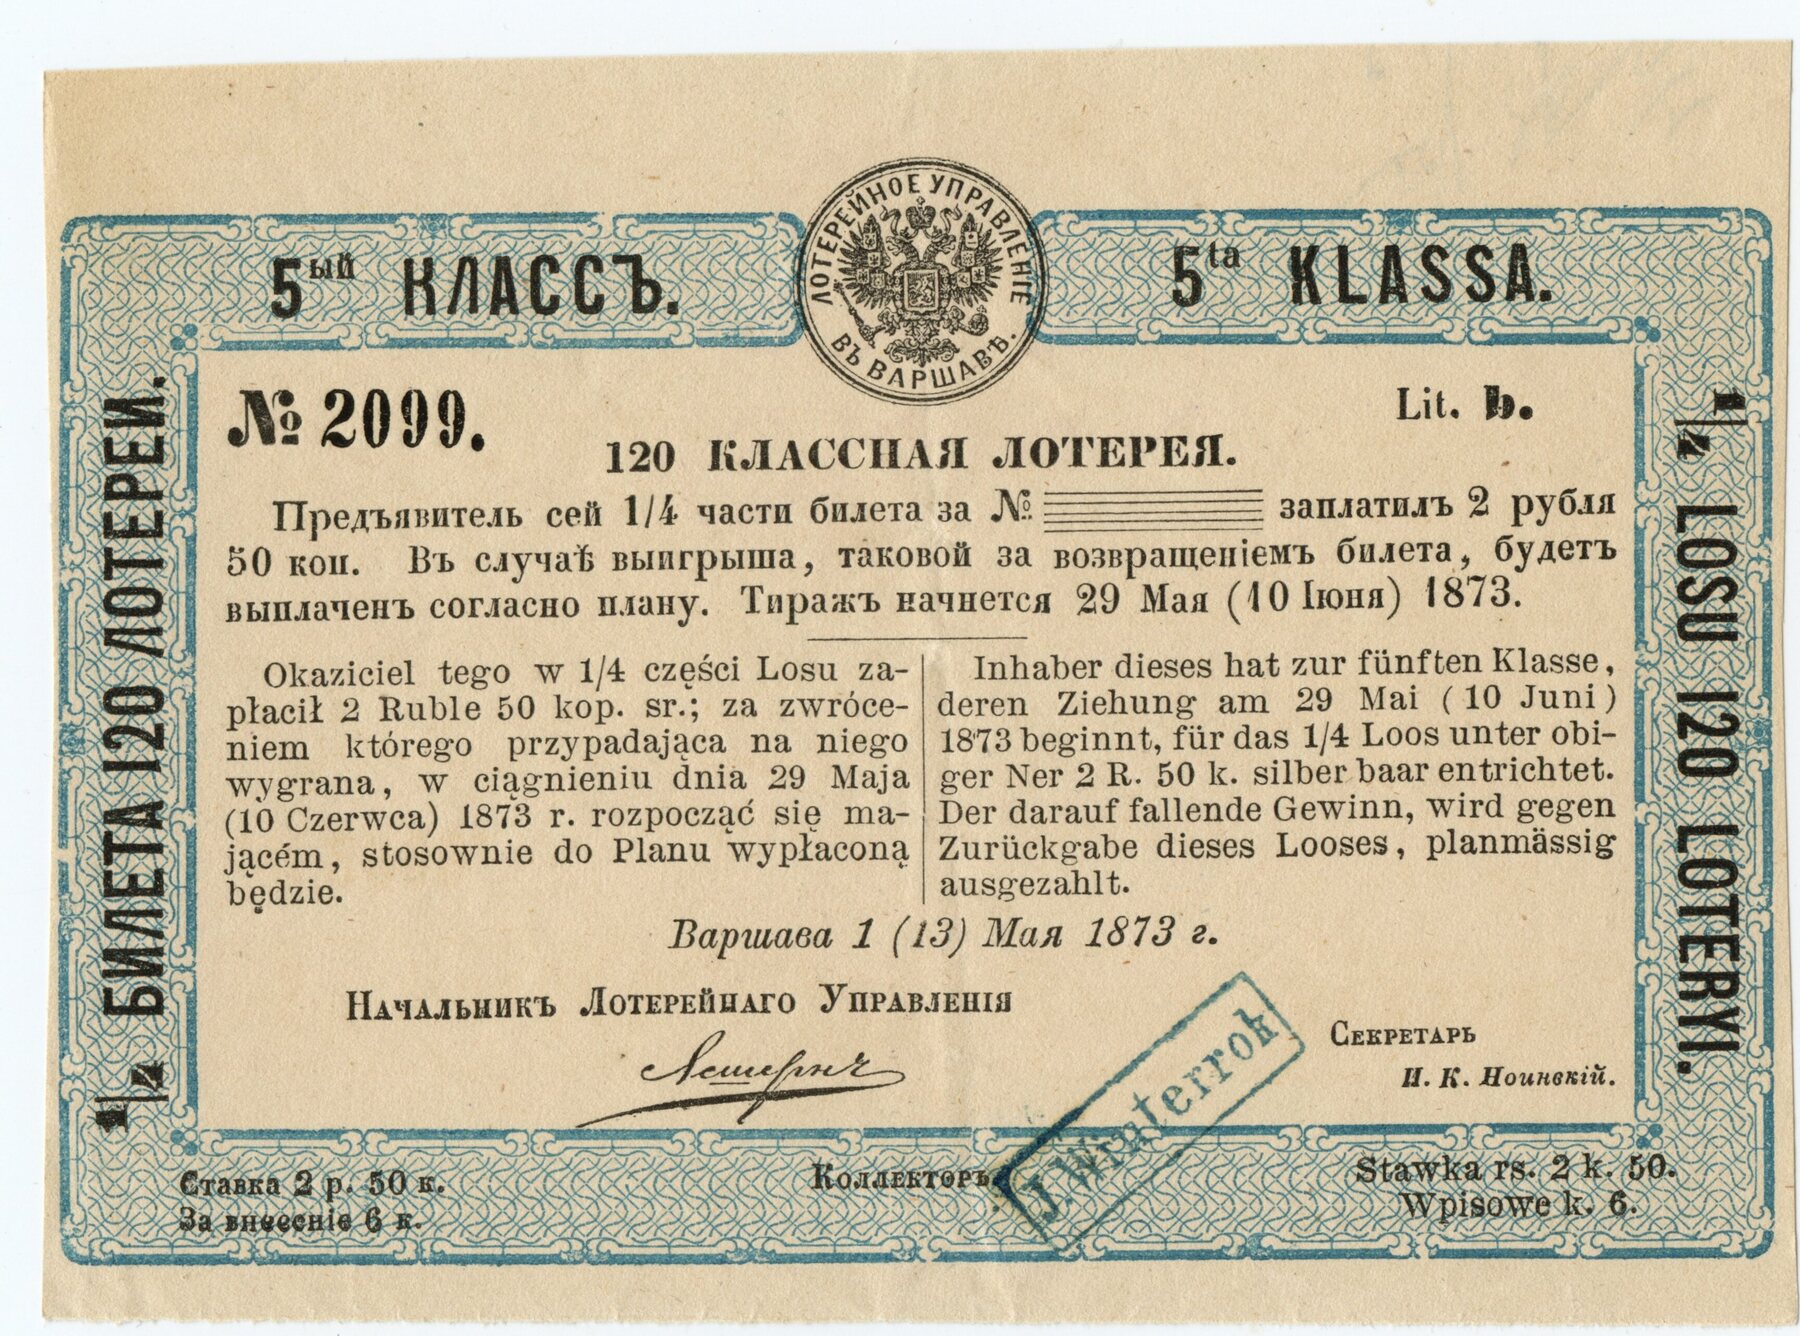 ЛОТЕРЕЙНОЕ УПРАВЛЕНІЕ
ВЪ ВАРШАВѢ.
5ый КЛАССЪ.
5ta KLASSA.
1/4 БИЛЕТА 120 ЛОТЕРЕИ.
1/4 LOSU 120 LOTERYI.
№ 2099.
Lit. b.
120 КЛАССНАЯ ЛОТЕРЕЯ.
Предъявитель сей 1/4 части билета за № заплатилъ 2 рубля
50 коп. Въ случаѣ выигрыша, таковой за возвращеніемъ билета, будетъ
выплаченъ согласно плану. Тиражъ начнется 29 Мая (10 Іюня) 1873.
Okaziciel tego w 1/4 części Losu za-
płacił 2 Ruble 50 kop. sr.; za zwróce-
niem którego przypadająca na niego
wygrana, w ciągnieniu dnia 29 Maja
(10 Czerwca) 1873 r. rozpocząć się ma-
jącém, stosownie do Planu wypłaconą
będzie.
Inhaber dieses hat zur fünften Klasse,
deren Ziehung am 29 Mai (10 Juni)
1873 beginnt, für das 1/4 Loos unter obi-
ger Ner 2 R. 50 k. silber baar entrichtet.
Der darauf fallende Gewinn, wird gegen
Zurückgabe dieses Looses, planmässig
ausgezahlt.
Варшава 1 (13) Мая 1873 г.
Начальникъ Лотерейнаго Управленія
Секретарь
И. К. Ноинскій.
J. Winterrok
Ставка 2 р. 50 к.
За внесеніе 6 к.
Коллекторъ
Stawka rs. 2 k. 50.
Wpisowe k. 6.